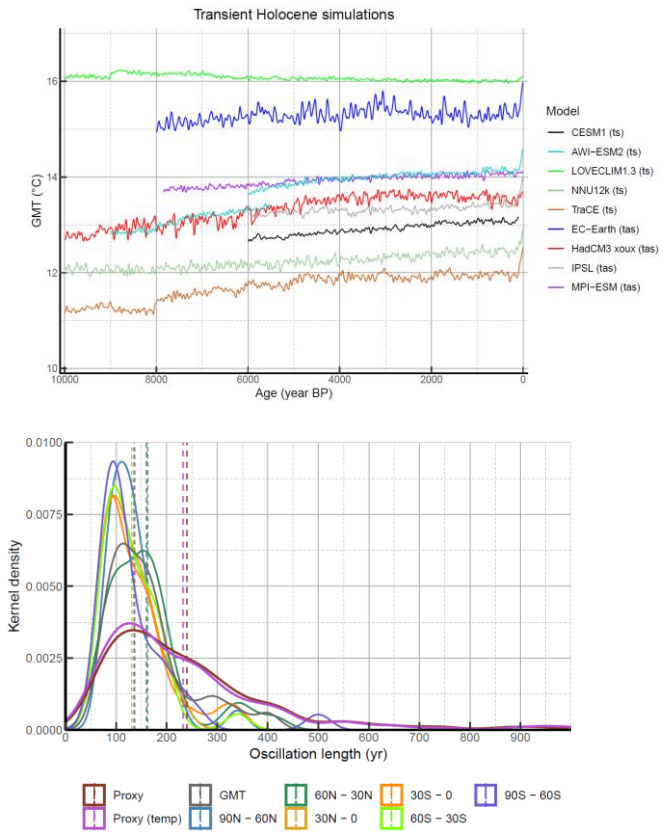 Transient Holocene simulations
16
14
12
10
GMT (°C)
10000 8000 6000 4000 2000 0
Age (year BP)
Model
CESM1 (ts)
AWI-ESM2 (ts)
LOVECLIM1.3 (ts)
NNU12k (ts)
TraCE (ts)
EC-Earth (tas)
HadCM3 xoux (tas)
IPSL (tas)
MPI-ESM (tas)
0.0100
0.0075
0.0050
0.0025
0.0000
Kernel density
0 100 200 300 400 500 600 700 800 900
Oscillation length (yr)
Proxy GMT 60N - 30N 30S - 0 90S - 60S
Proxy (temp) 90N - 60N 30N - 0 60S - 30S